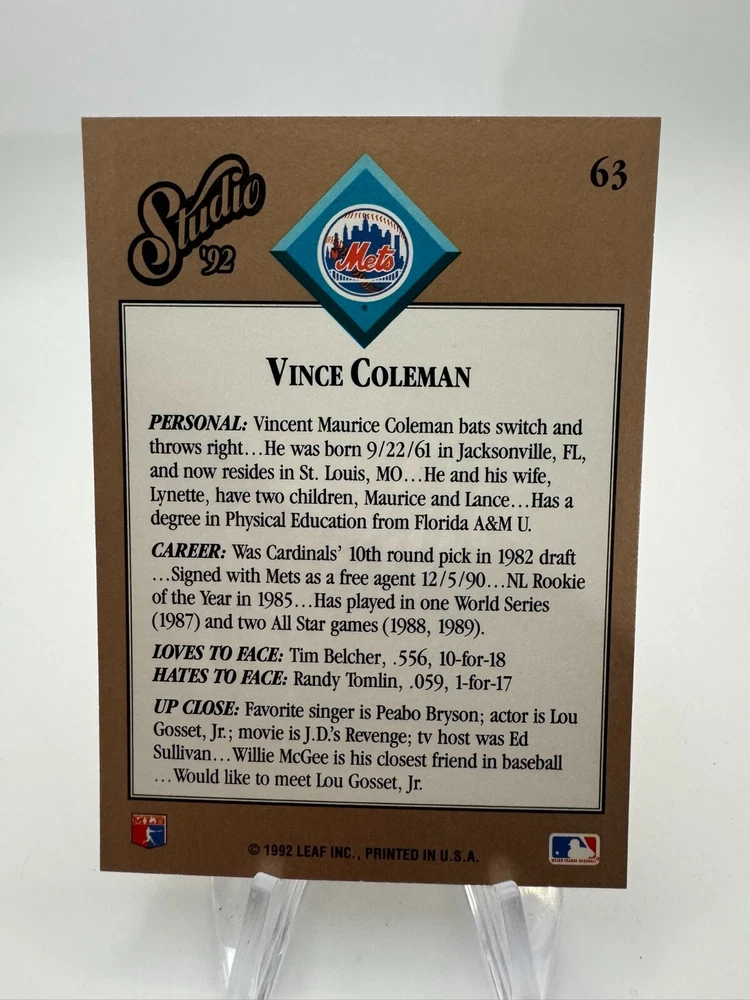 Studio
'92
63
Mets
VINCE COLEMAN
PERSONAL: Vincent Maurice Coleman bats switch and
throws right...He was born 9/22/61 in Jacksonville, FL,
and now resides in St. Louis, MO...He and his wife,
Lynette, have two children, Maurice and Lance...Has a
degree in Physical Education from Florida A&M U.
CAREER: Was Cardinals' 10th round pick in 1982 draft
...Signed with Mets as a free agent 12/5/90...NL Rookie
of the Year in 1985...Has played in one World Series
(1987) and two All Star games (1988, 1989).
LOVES TO FACE: Tim Belcher, .556, 10-for-18
HATES TO FACE: Randy Tomlin, .059, 1-for-17
UP CLOSE: Favorite singer is Peabo Bryson; actor is Lou
Gosset, Jr.; movie is J.D.'s Revenge; tv host was Ed
Sullivan...Willie McGee is his closest friend in baseball
...Would like to meet Lou Gosset, Jr.
MLB
© 1992 LEAF INC., PRINTED IN U.S.A.
MAJOR LEAGUE BASEBALL